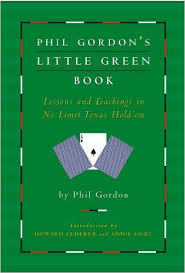 PHIL GORDON'S
LITTLE GREEN
BOOK
Lessons and Teachings in
No Limit Texas Hold'em
A
by Phil Gordon
Introduction by
HOWARD LEDERER and ANNIE DUKE